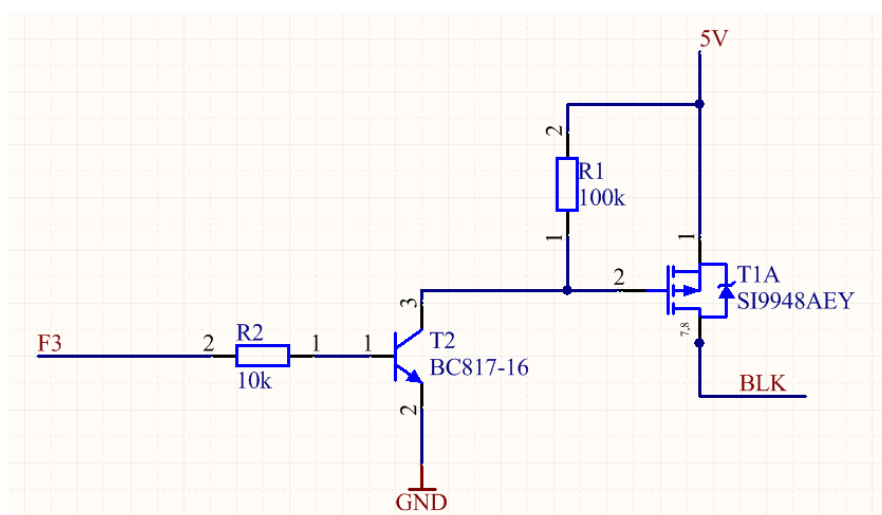 5V
2
R1
100k
1
1
2
T1A
SI9948AEY
7,8
BLK
3
T2
BC817-16
F3
2
R2
10k
1
1
2
GND